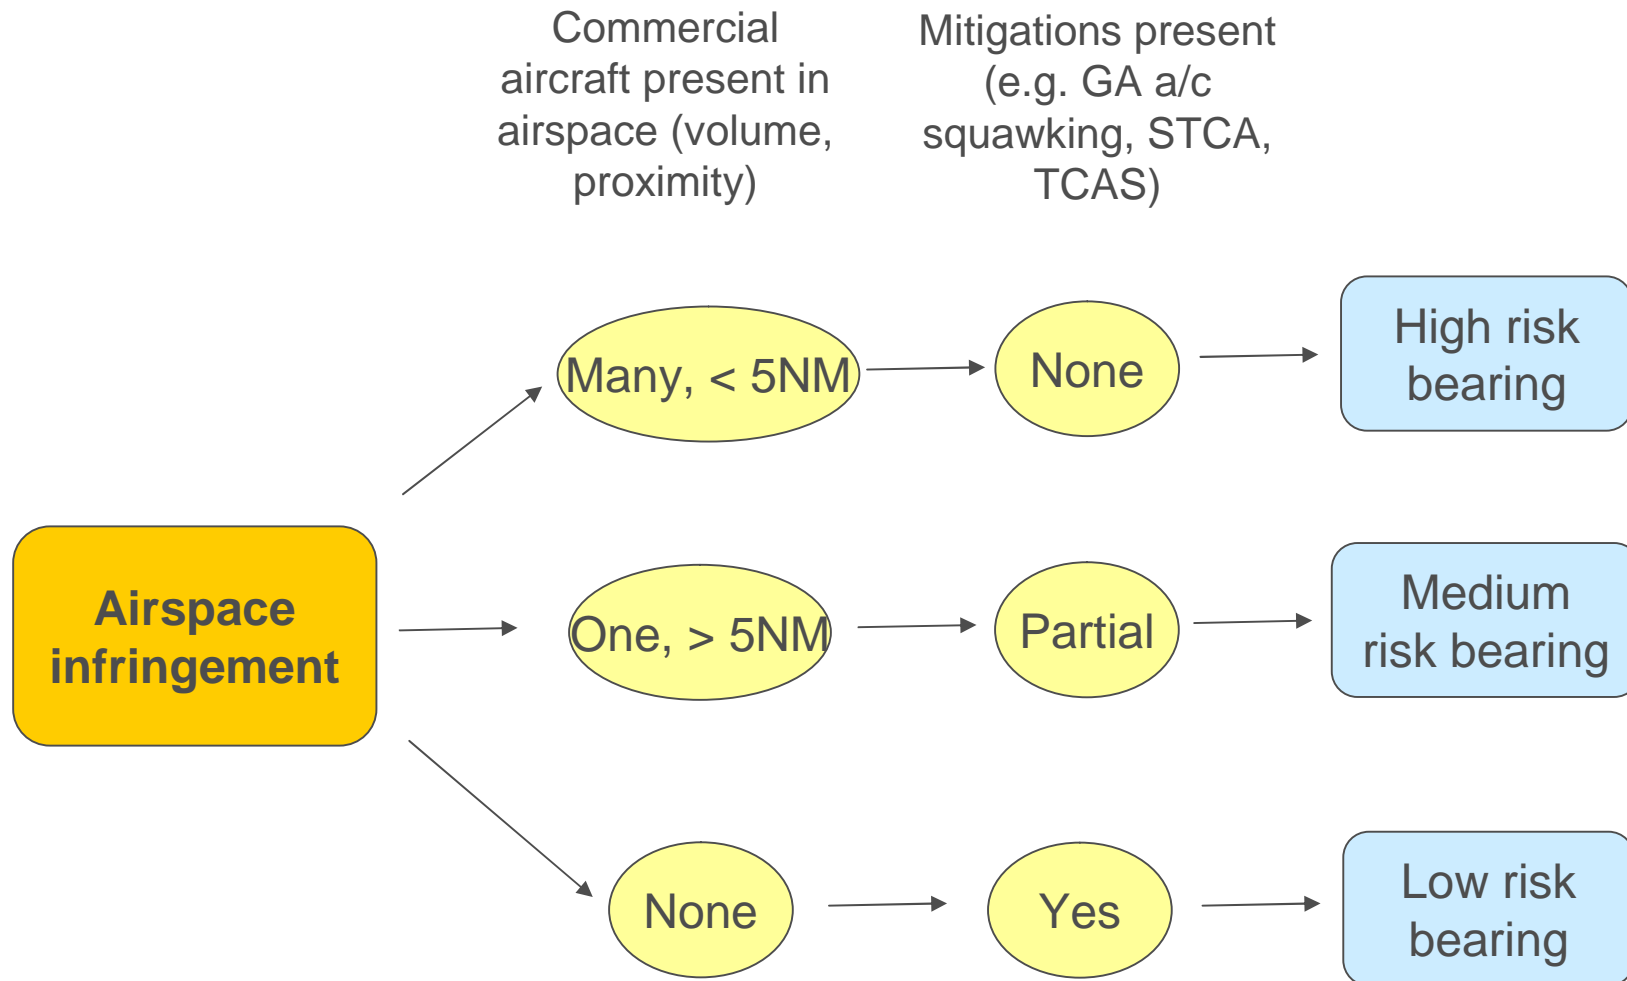 Commercial
aircraft present in
airspace (volume,
proximity)
Mitigations present
(e.g. GA a/c
squawking, STCA,
TCAS)
Many, < 5NM
None
High risk
bearing
Airspace
infringement
One, > 5NM
Partial
Medium
risk bearing
None
Yes
Low risk
bearing